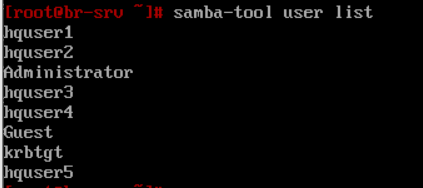 [root@br-srv ~]# samba-tool user list
hquser1
hquser2
Administrator
hquser3
hquser4
Guest
krbtgt
hquser5